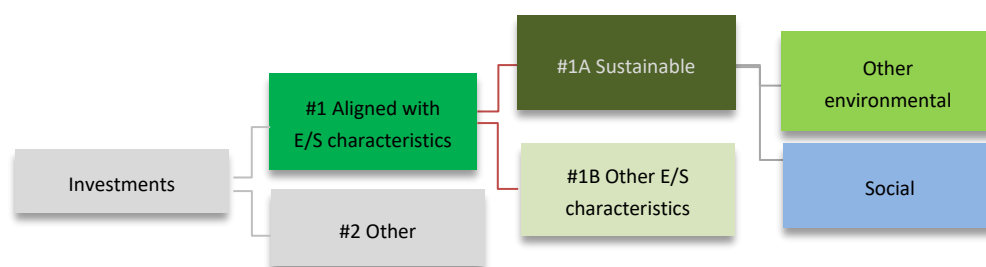 Investments
#1 Aligned with
E/S characteristics
#2 Other
#1A Sustainable
#1B Other E/S
characteristics
Other
environmental
Social